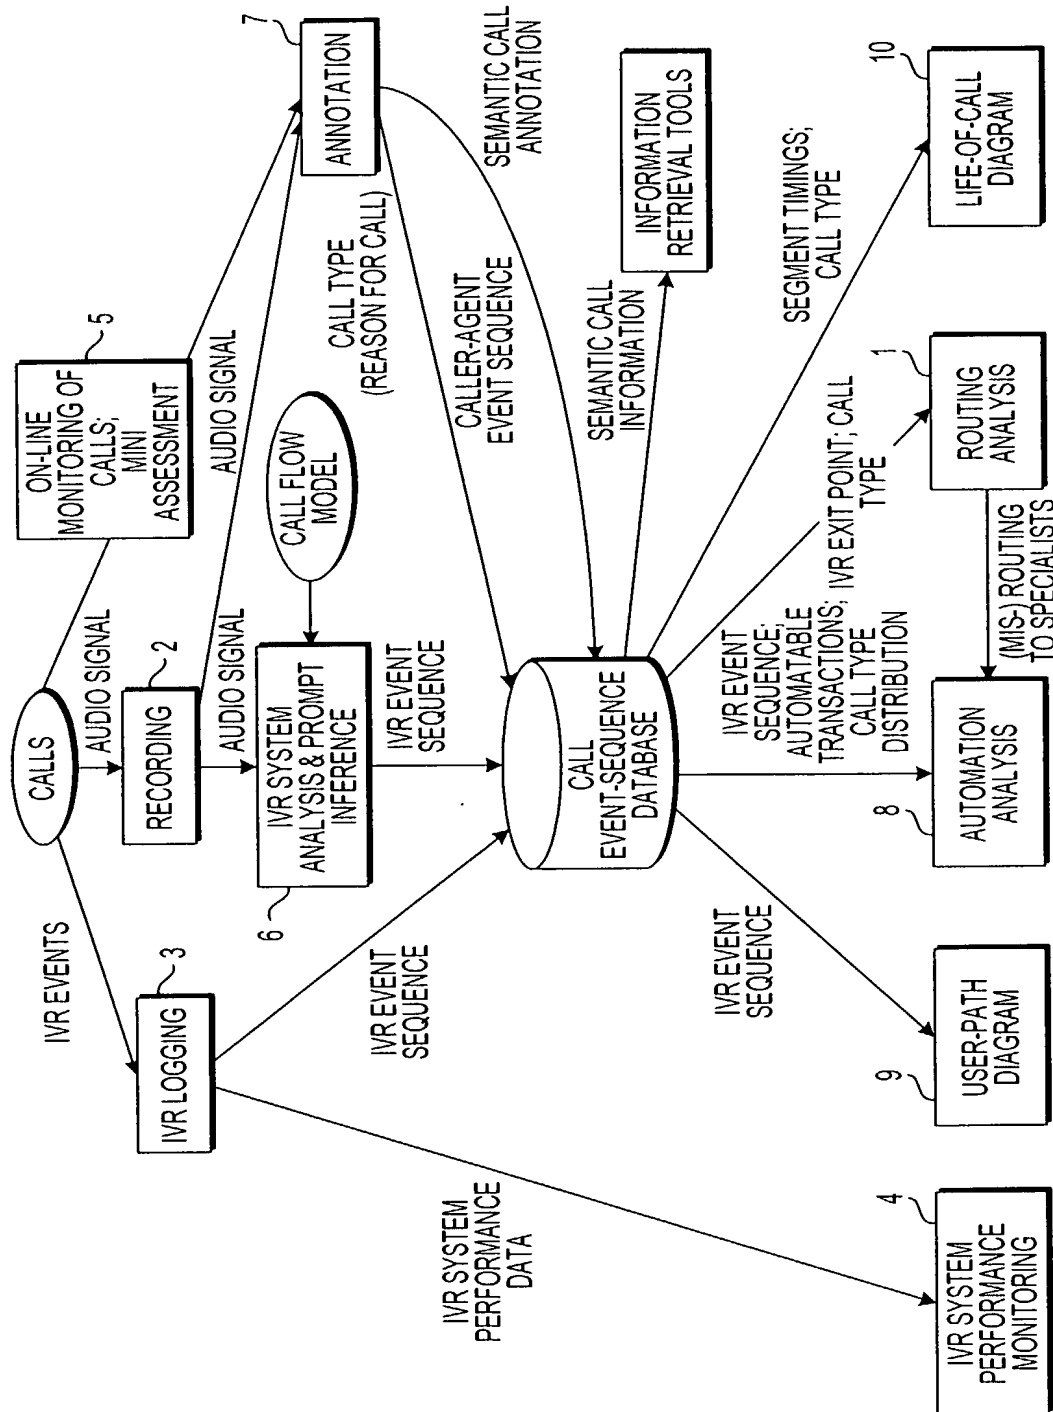 CALLS
IVR EVENTS
AUDIO SIGNAL
ON-LINE
MONITORING OF
CALLS;
MINI
ASSESSMENT
5
IVR LOGGING
3
RECORDING
2
AUDIO SIGNAL
AUDIO SIGNAL
IVR SYSTEM
ANALYSIS & PROMPT
INFERENCE
6
CALL FLOW
MODEL
ANNOTATION
7
CALL TYPE
(REASON FOR CALL)
CALLER-AGENT
EVENT SEQUENCE
SEMANTIC CALL
ANNOTATION
IVR EVENT
SEQUENCE
IVR EVENT
SEQUENCE
IVR SYSTEM
PERFORMANCE
DATA
CALL
EVENT-SEQUENCE
DATABASE
SEMANTIC CALL
INFORMATION
INFORMATION
RETRIEVAL TOOLS
IVR EVENT
SEQUENCE
IVR EVENT
SEQUENCE;
AUTOMATABLE
TRANSACTIONS;
CALL TYPE
DISTRIBUTION
IVR EXIT POINT; CALL
TYPE
SEGMENT TIMINGS;
CALL TYPE
IVR SYSTEM
PERFORMANCE
MONITORING
4
USER-PATH
DIAGRAM
9
AUTOMATION
ANALYSIS
8
(MIS-) ROUTING
TO SPECIALISTS
ROUTING
ANALYSIS
1
LIFE-OF-CALL
DIAGRAM
10